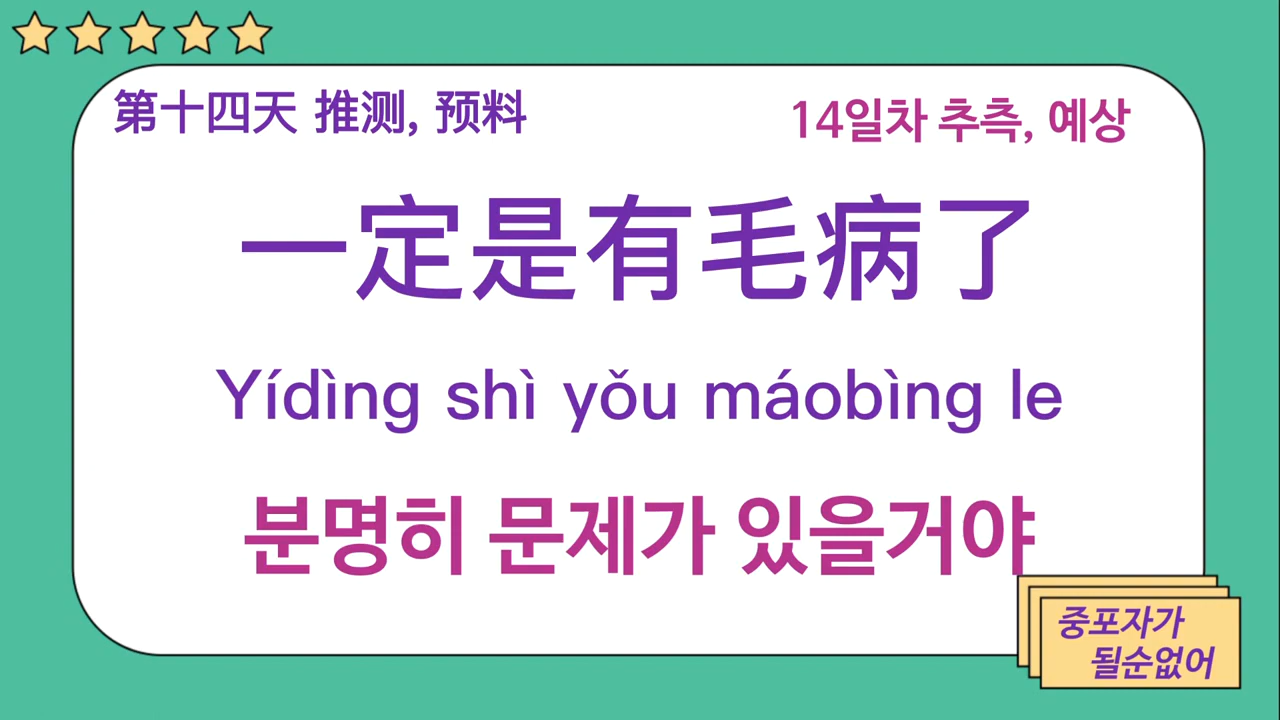 第十四天 推测, 预料
14일차 추측, 예상
一定是有毛病了
Yídìng shì yǒu máobìng le
분명히 문제가 있을거야
중포자가
될순없어